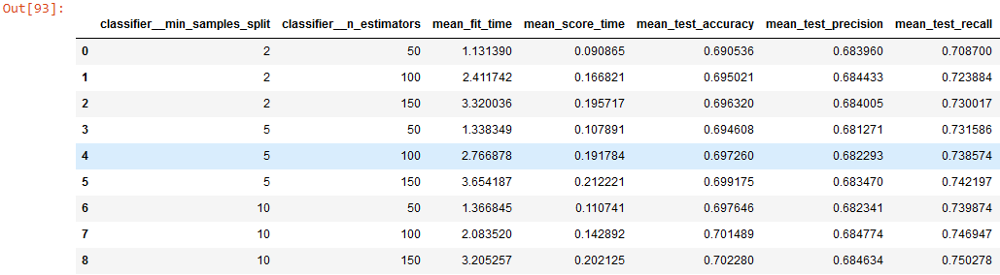 Out[93]:
classifier__min_samples_split classifier__n_estimators mean_fit_time mean_score_time mean_test_accuracy mean_test_precision mean_test_recall
0 2 50 1.131390 0.090865 0.690536 0.683960 0.708700
1 2 100 2.411742 0.166821 0.695021 0.684433 0.723884
2 2 150 3.320036 0.195717 0.696320 0.684005 0.730017
3 5 50 1.338349 0.107891 0.694608 0.681271 0.731586
4 5 100 2.766878 0.191784 0.697260 0.682293 0.738574
5 5 150 3.654187 0.212221 0.699175 0.683470 0.742197
6 10 50 1.366845 0.110741 0.697646 0.682341 0.739874
7 10 100 2.083520 0.142892 0.701489 0.684774 0.746947
8 10 150 3.205257 0.202125 0.702280 0.684634 0.750278